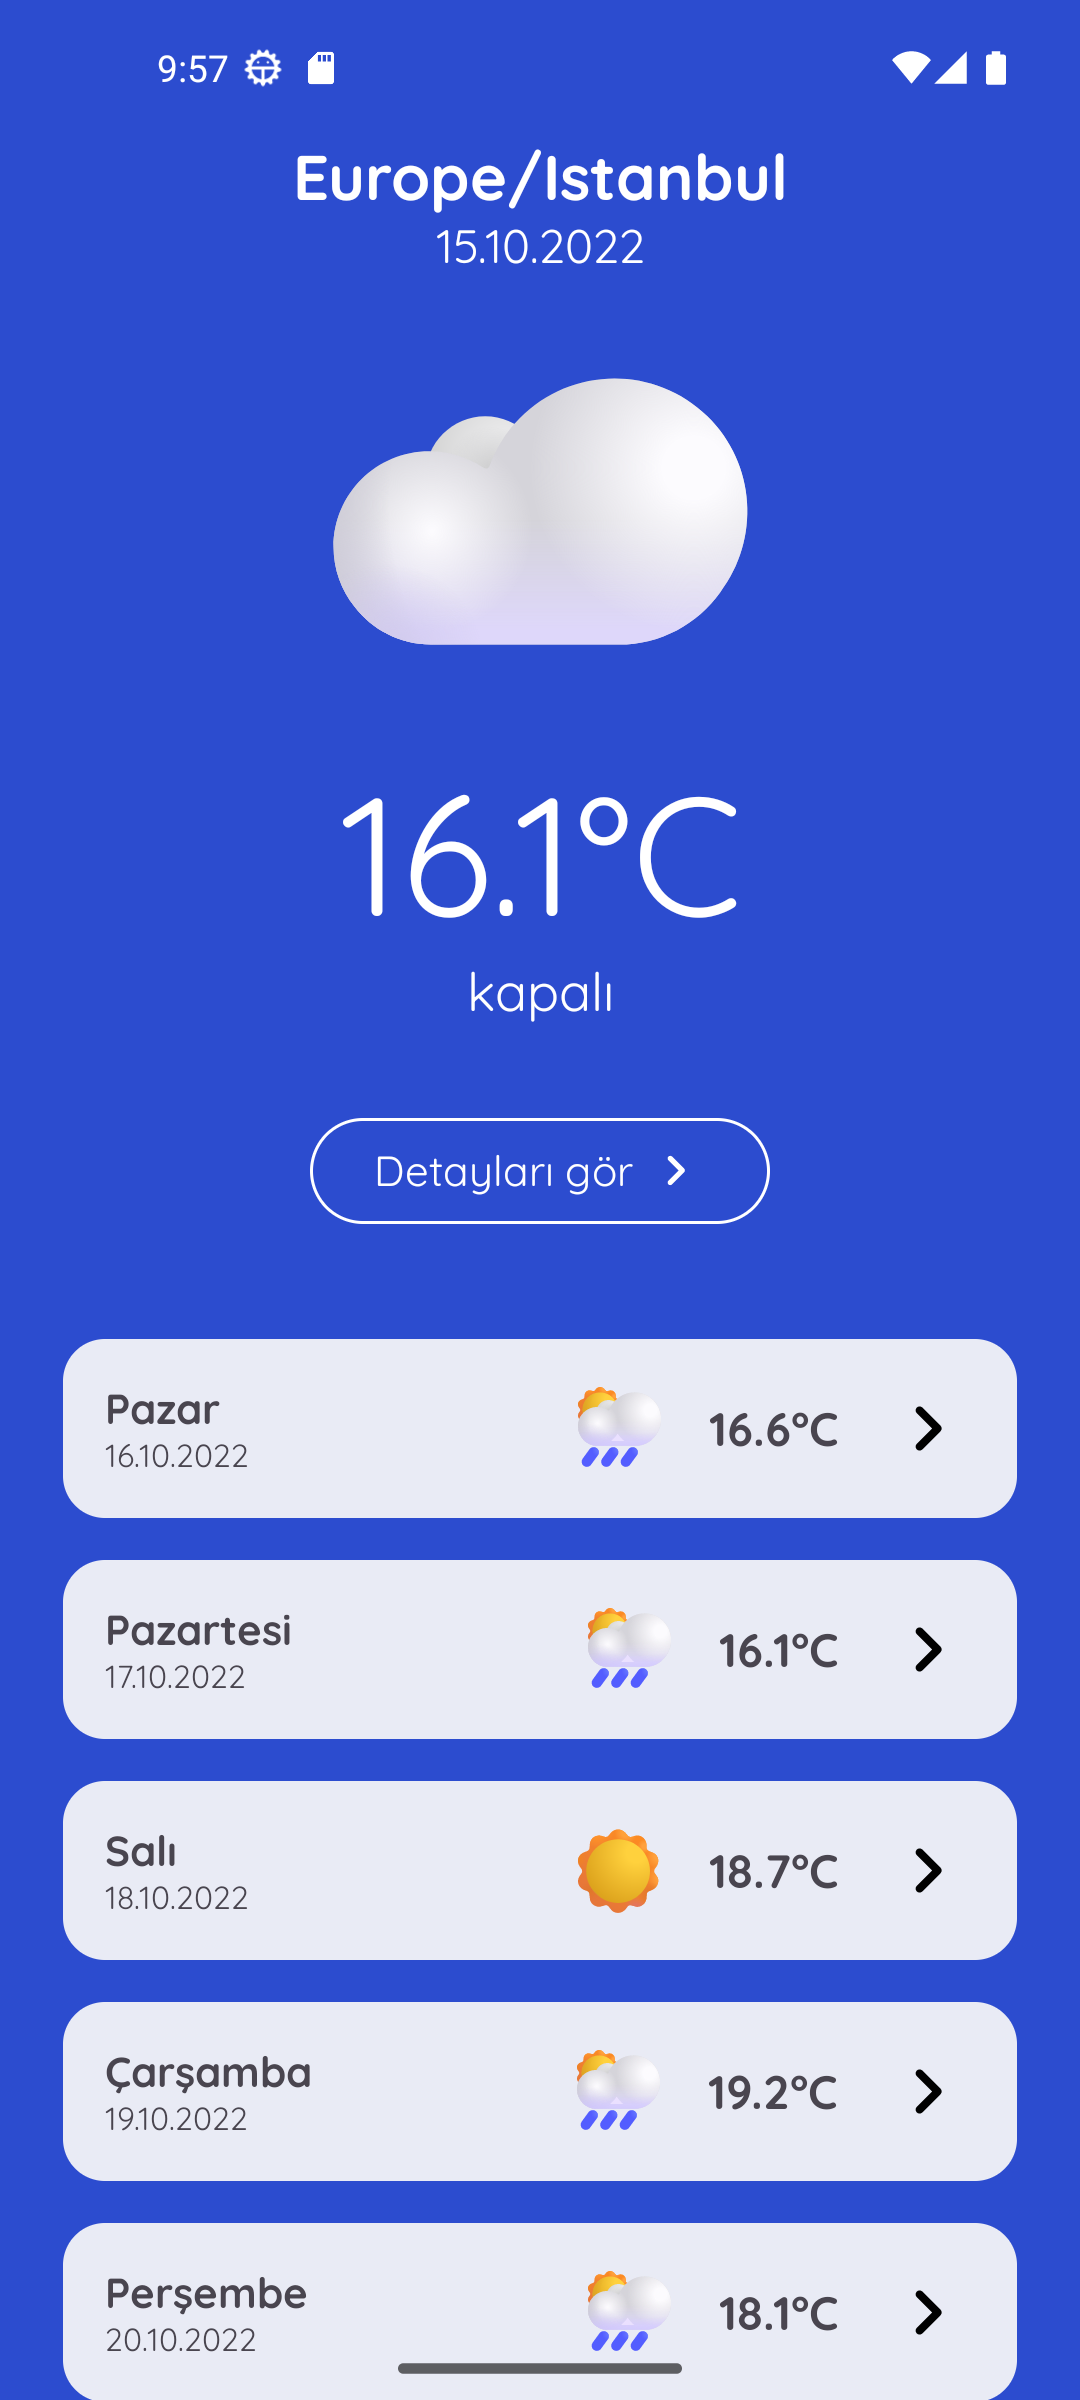 9:57
Europe/Istanbul
15.10.2022
16.1°C
kapalı
Detayları gör
Pazar
16.10.2022
16.6°C
Pazartesi
17.10.2022
16.1°C
Salı
18.10.2022
18.7°C
Çarşamba
19.10.2022
19.2°C
Perşembe
20.10.2022
18.1°C